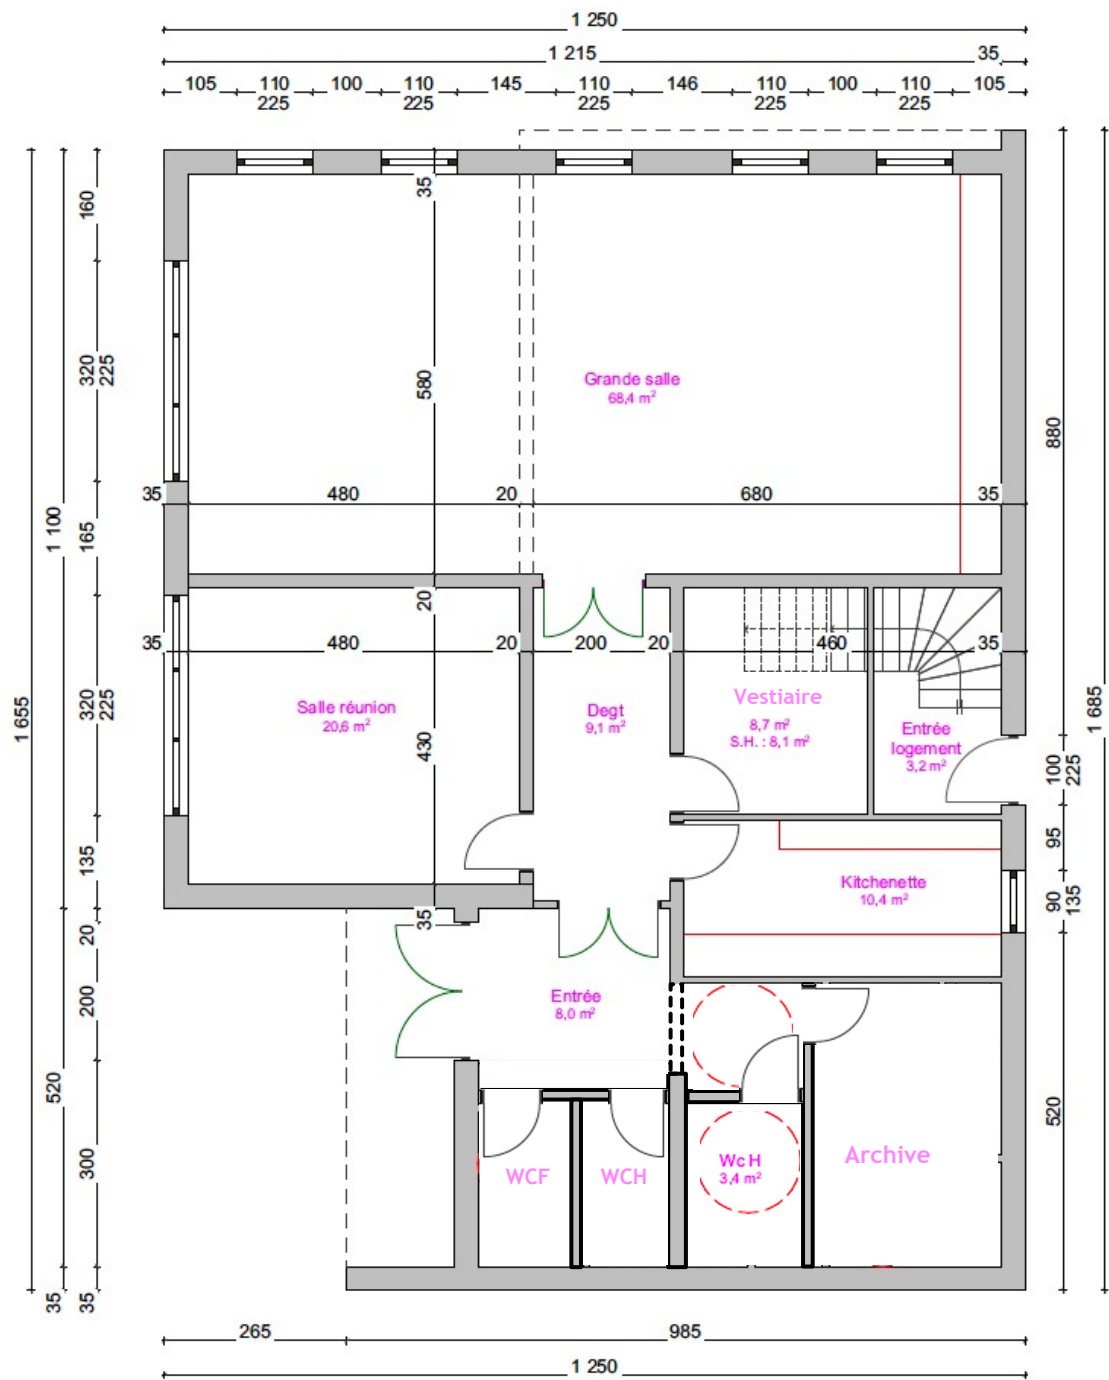 1 250
1 215 35
105 110 100 110 145 110 146 110 100 110 105
225 225 225 225 225
35
160
320
225
580
Grande salle
68,4 m²
880
35 480 20 680 35
1 100
165
20
35 480 20 200 20 460 35
1 655
320
225
Salle réunion
20,6 m²
430
Degt
9,1 m²
Vestiaire
8,7 m²
S.H. : 8,1 m²
Entrée
logement
3,2 m²
100
225
1 685
135
95
Kitchenette
10,4 m²
90
135
35
20
200
Entrée
8,0 m²
520
520
300
WCF
WCH
WcH
3,4 m²
Archive
35
35
265 985
1 250